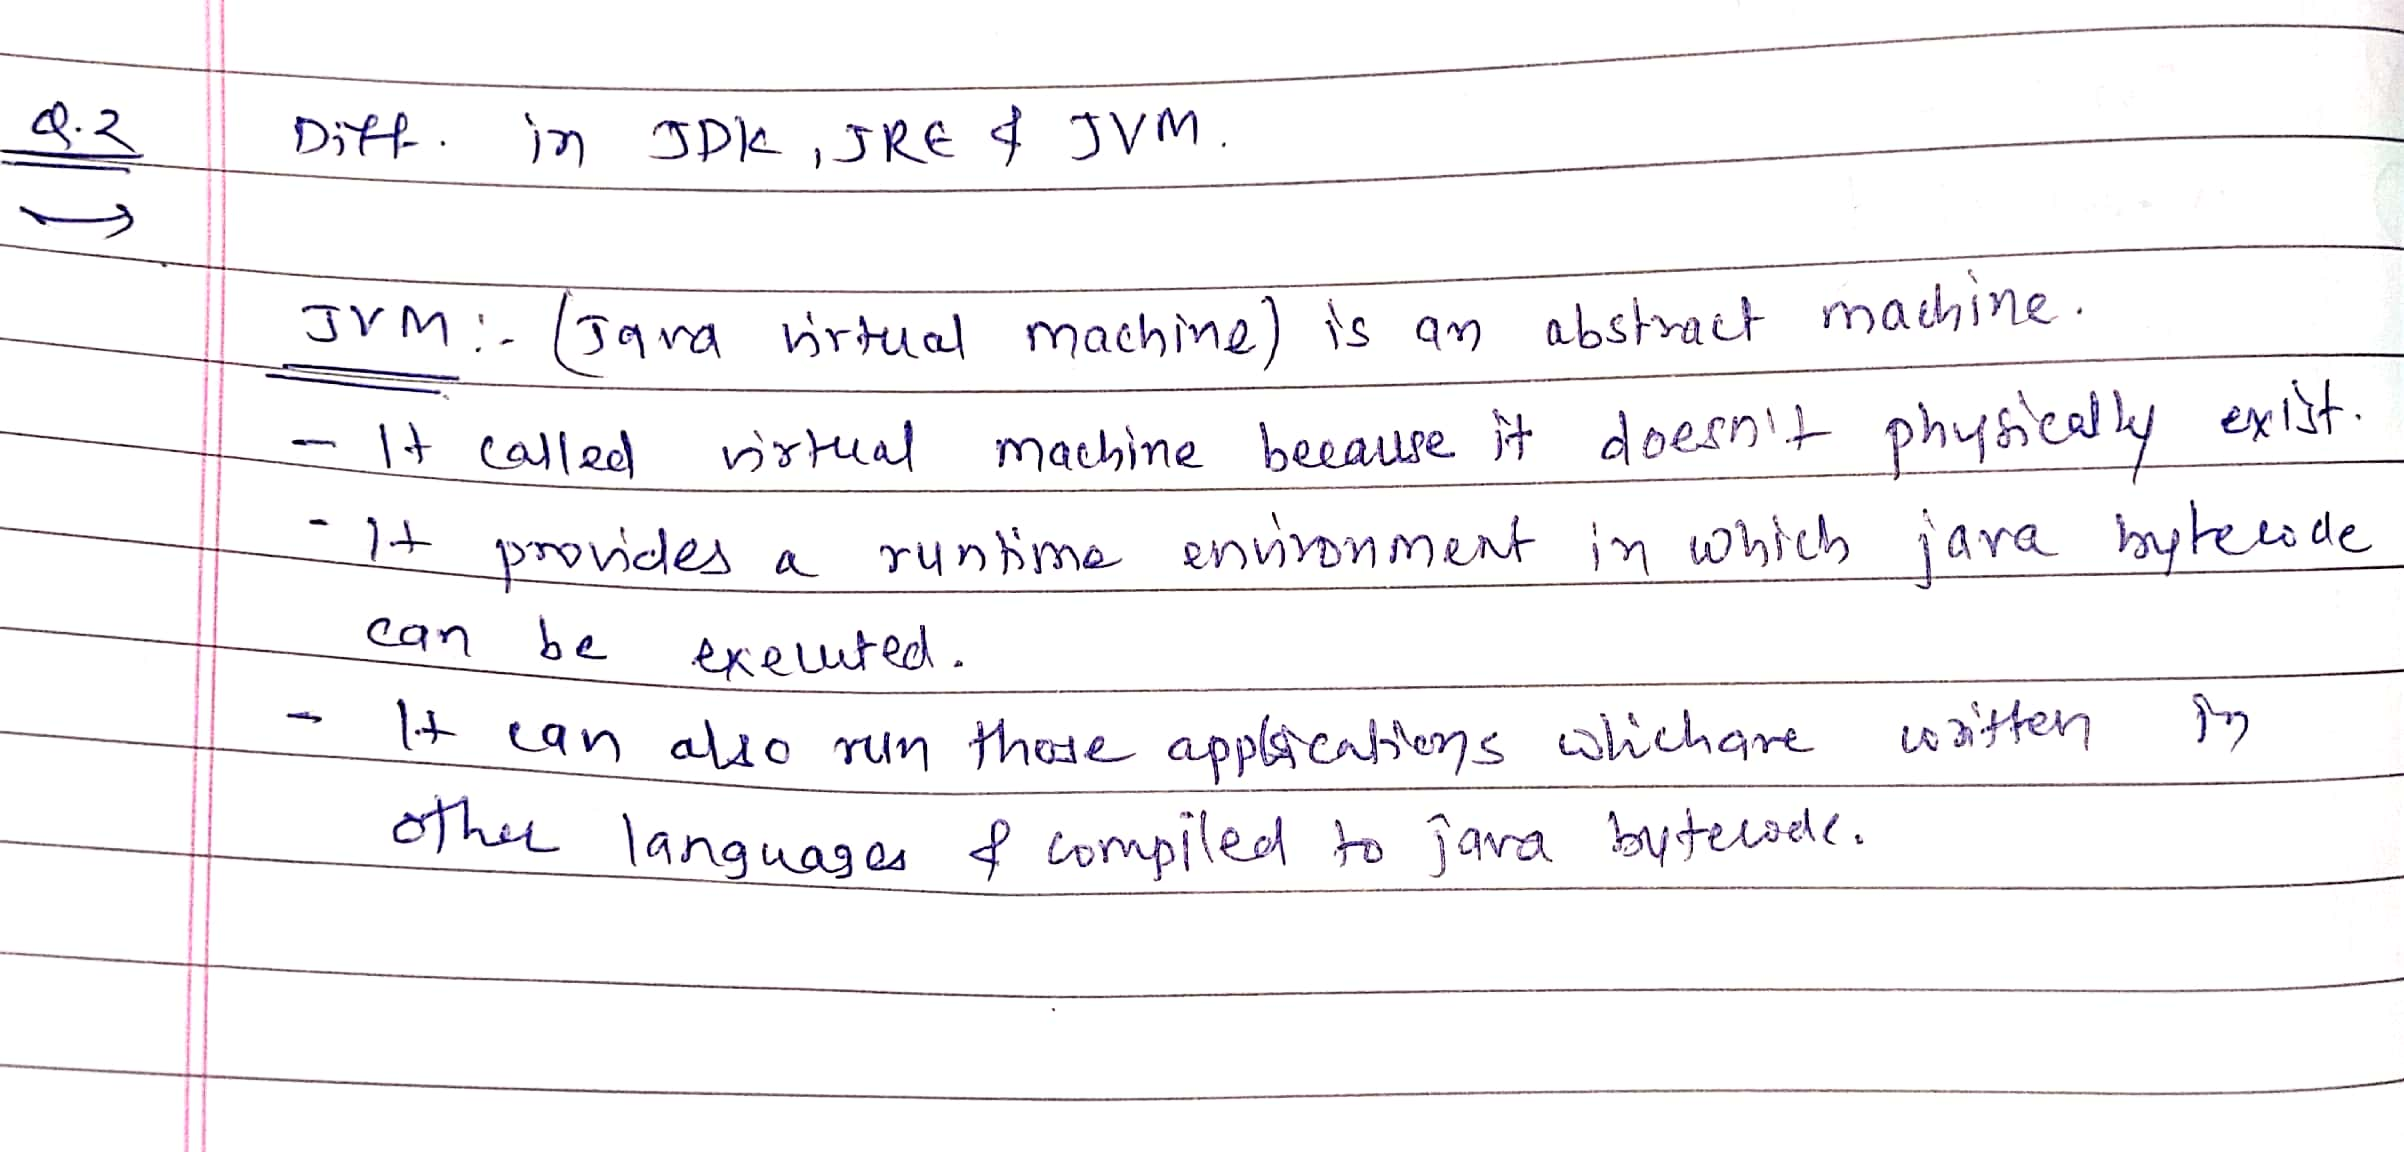 Q.2 Diff. in JDK, JRE & JVM.
→
JVM :- (Java virtual machine) is an abstract machine.
- It called virtual machine because it doesn't physically exist.
- It provides a runtime environment in which java bytecode
can be executed.
- It can also run those applications which are written in
other languages & compiled to java bytecode.